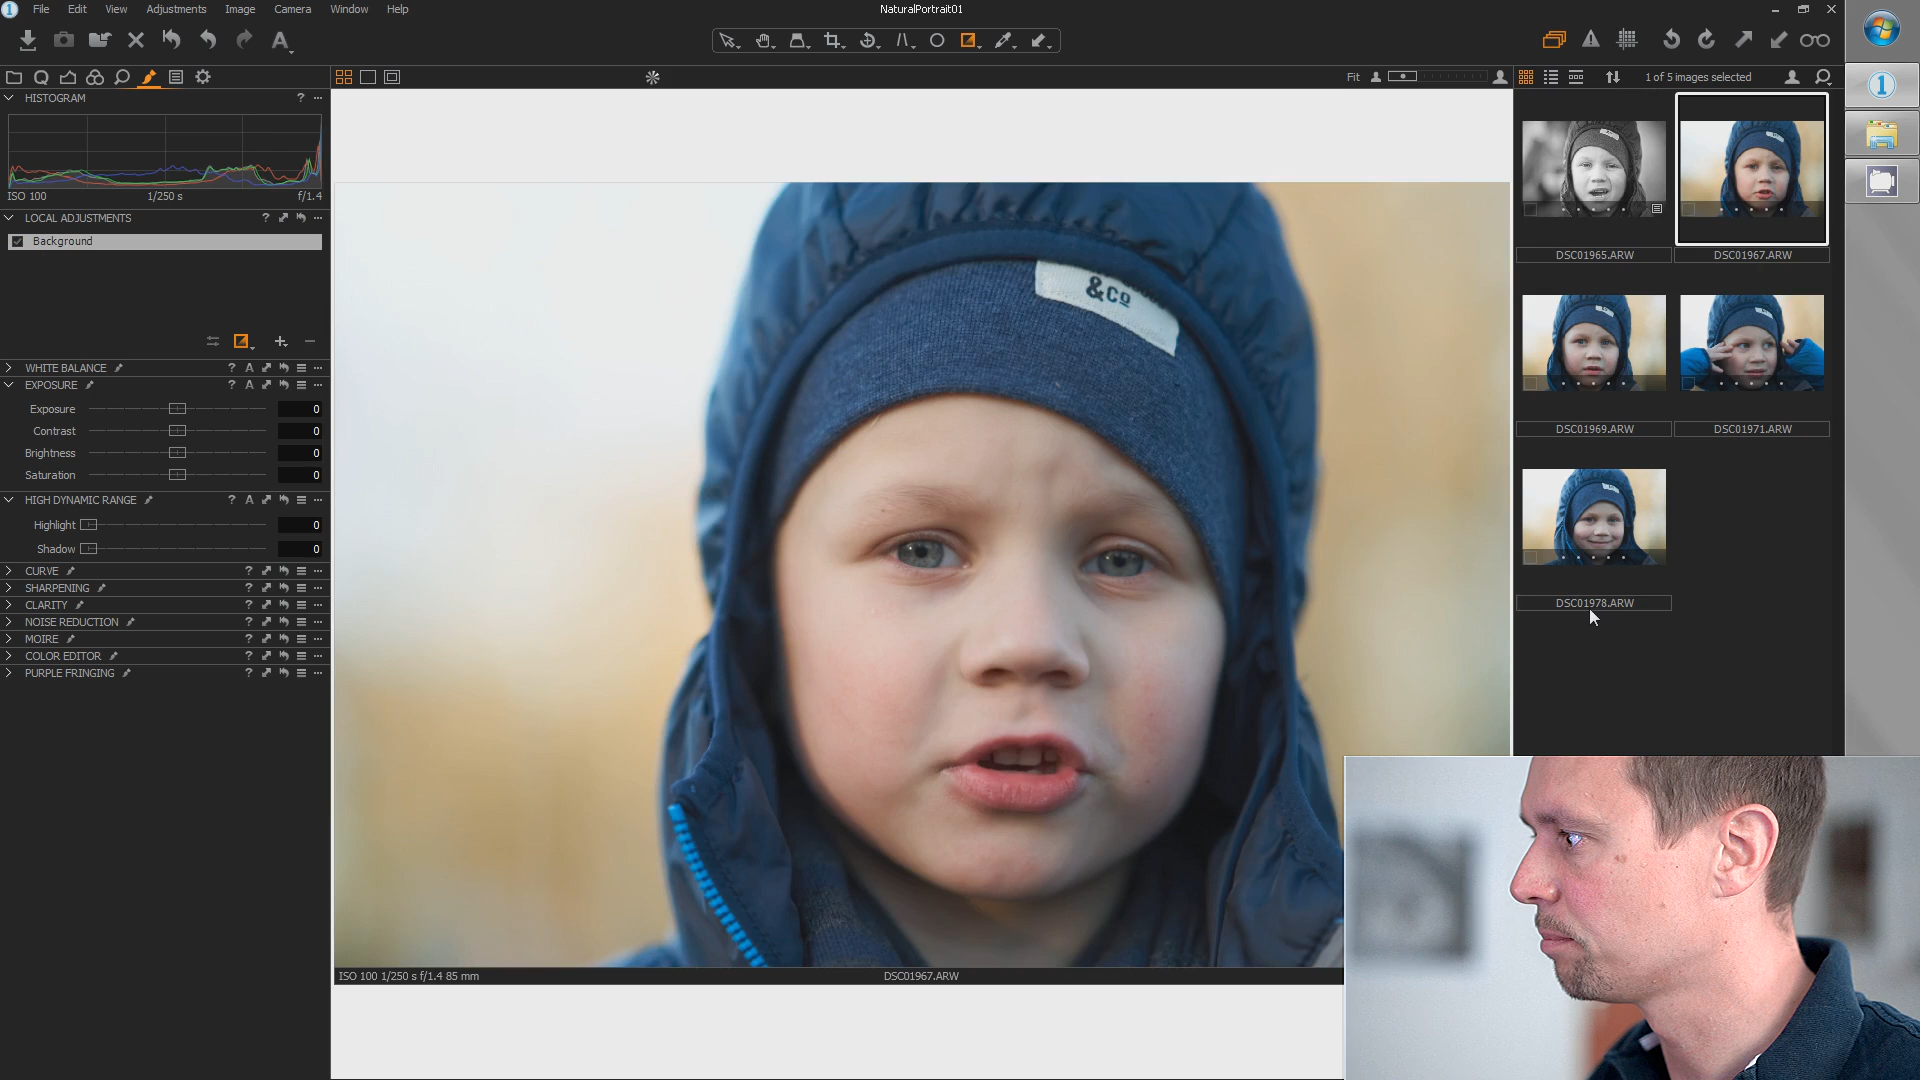 File Edit View Adjustments Image Camera Window Help
NaturalPortrait01
Fit
1 of 5 images selected
HISTOGRAM
ISO 100 1/250 s f/1.4
LOCAL ADJUSTMENTS
Background
WHITE BALANCE
EXPOSURE
Exposure 0
Contrast 0
Brightness 0
Saturation 0
HIGH DYNAMIC RANGE
Highlight 0
Shadow 0
CURVE
SHARPENING
CLARITY
NOISE REDUCTION
MOIRE
COLOR EDITOR
PURPLE FRINGING
&Co
ISO 100 1/250 s f/1.4 85 mm
DSC01967.ARW
DSC01965.ARW
DSC01967.ARW
DSC01969.ARW
DSC01971.ARW
DSC01978.ARW